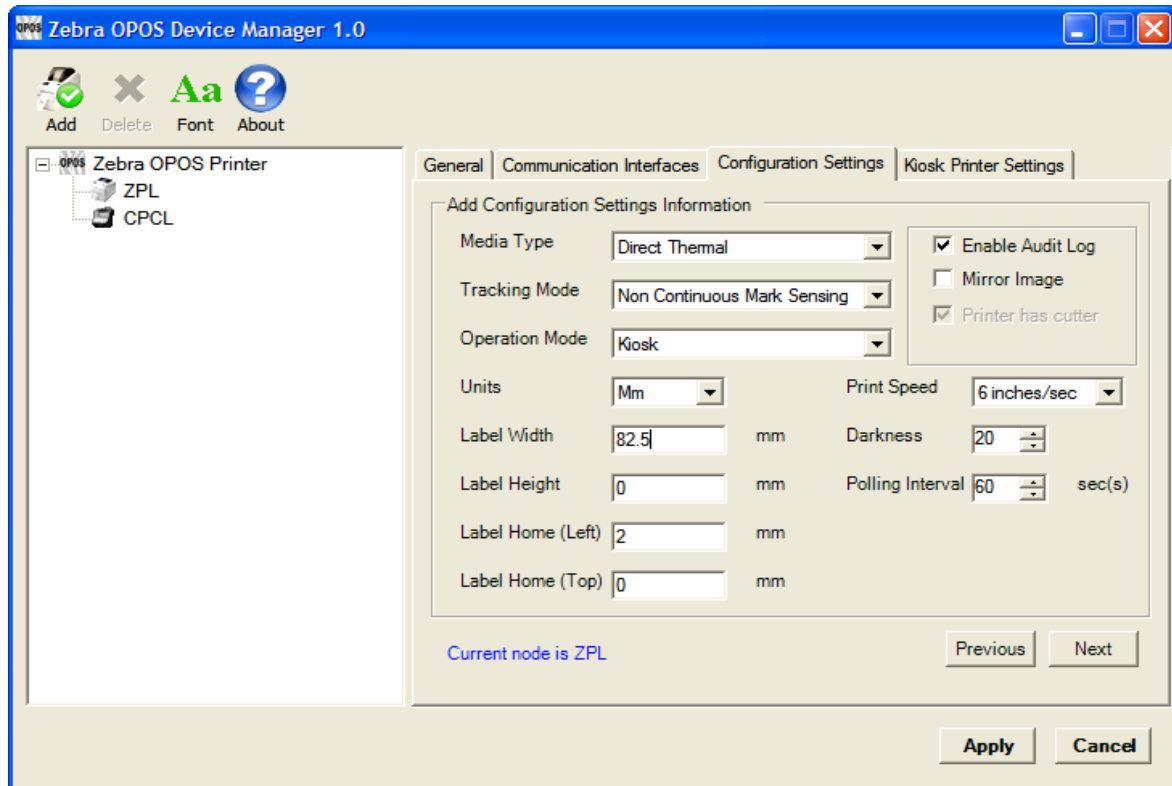 OPOS Zebra OPOS Device Manager 1.0
Add Delete Font About
Aa
?
OPOS Zebra OPOS Printer
ZPL
CPCL
General Communication Interfaces Configuration Settings Kiosk Printer Settings
Add Configuration Settings Information
Media Type Direct Thermal Enable Audit Log
Mirror Image
Tracking Mode Non Continuous Mark Sensing
Printer has cutter
Operation Mode Kiosk
Units Mm Print Speed 6 inches/sec
Label Width 82.5 mm Darkness 20
Label Height 0 mm Polling Interval 60 sec(s)
Label Home (Left) 2 mm
Label Home (Top) 0 mm
Current node is ZPL Previous Next
Apply Cancel